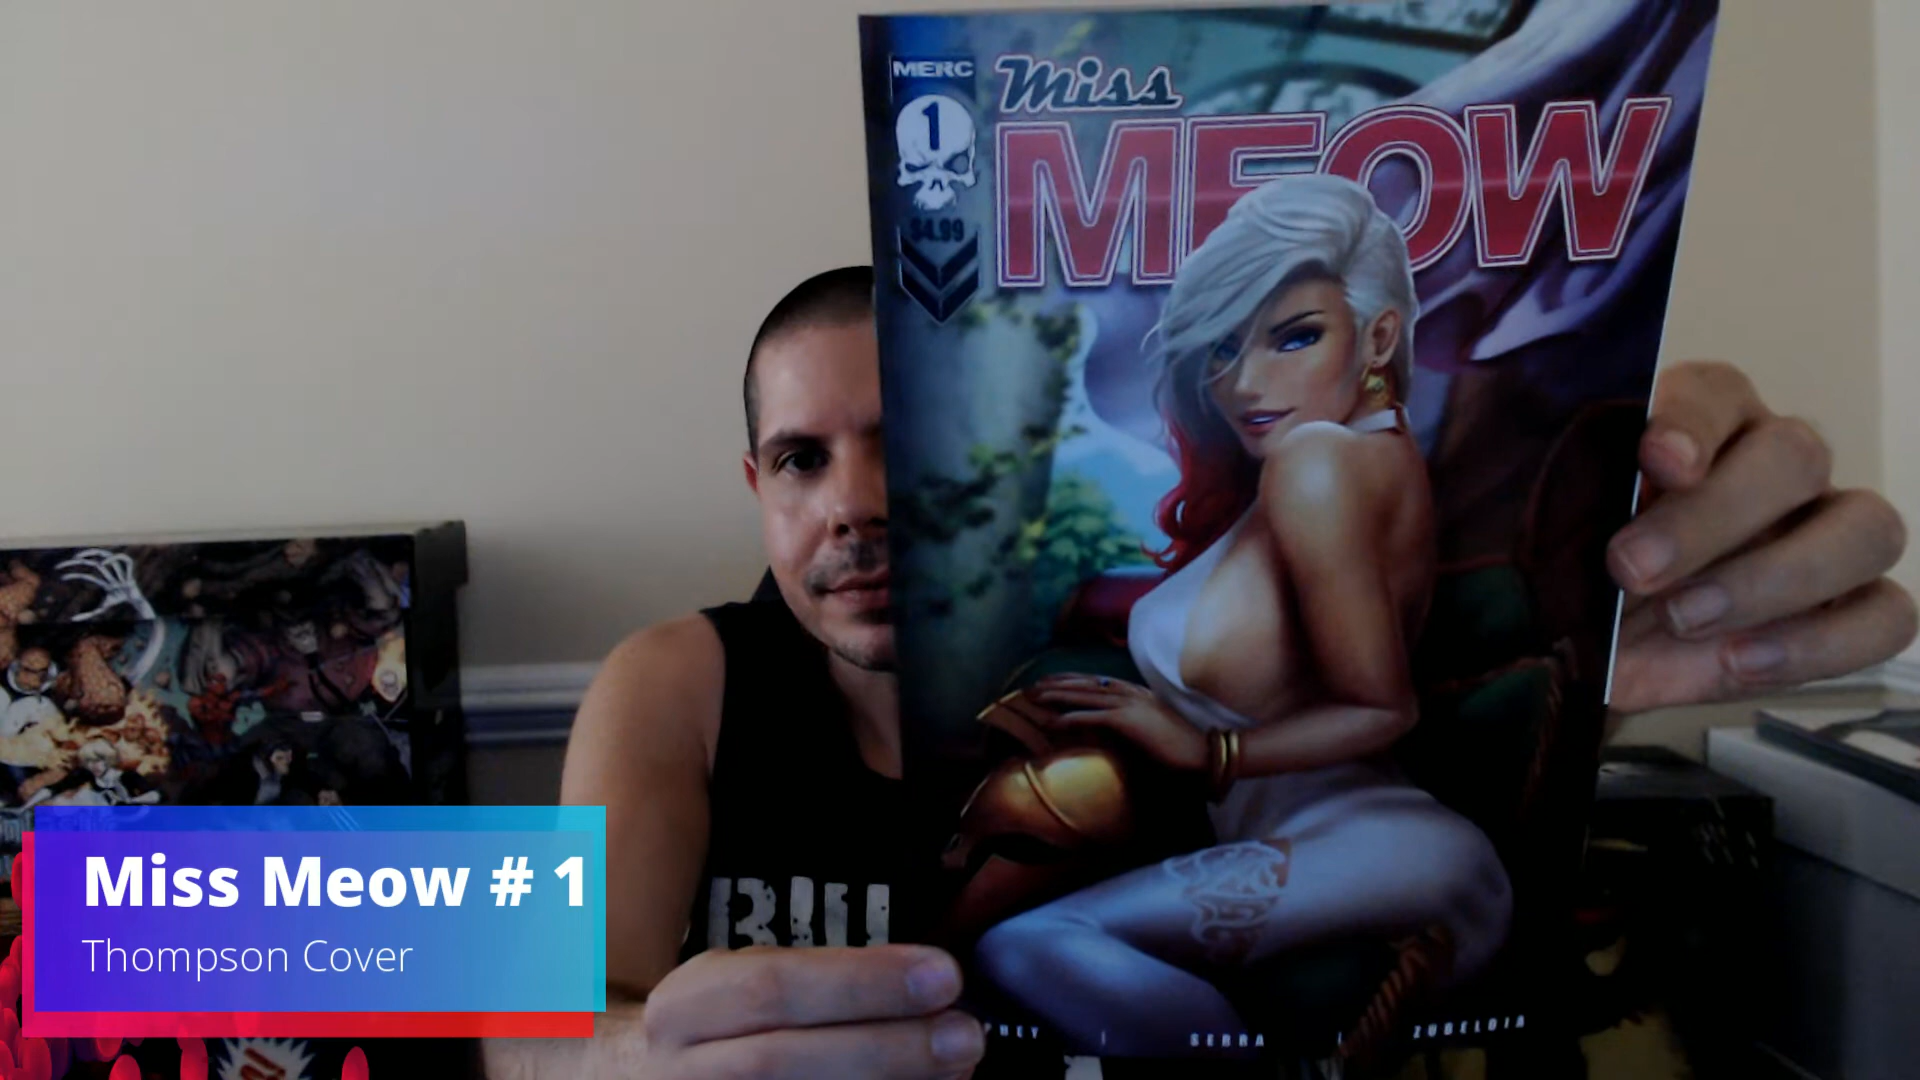 MERC
1
$4.99
Miss
MEOW
Miss Meow # 1
Thompson Cover
SERRA
ZUBELDIA